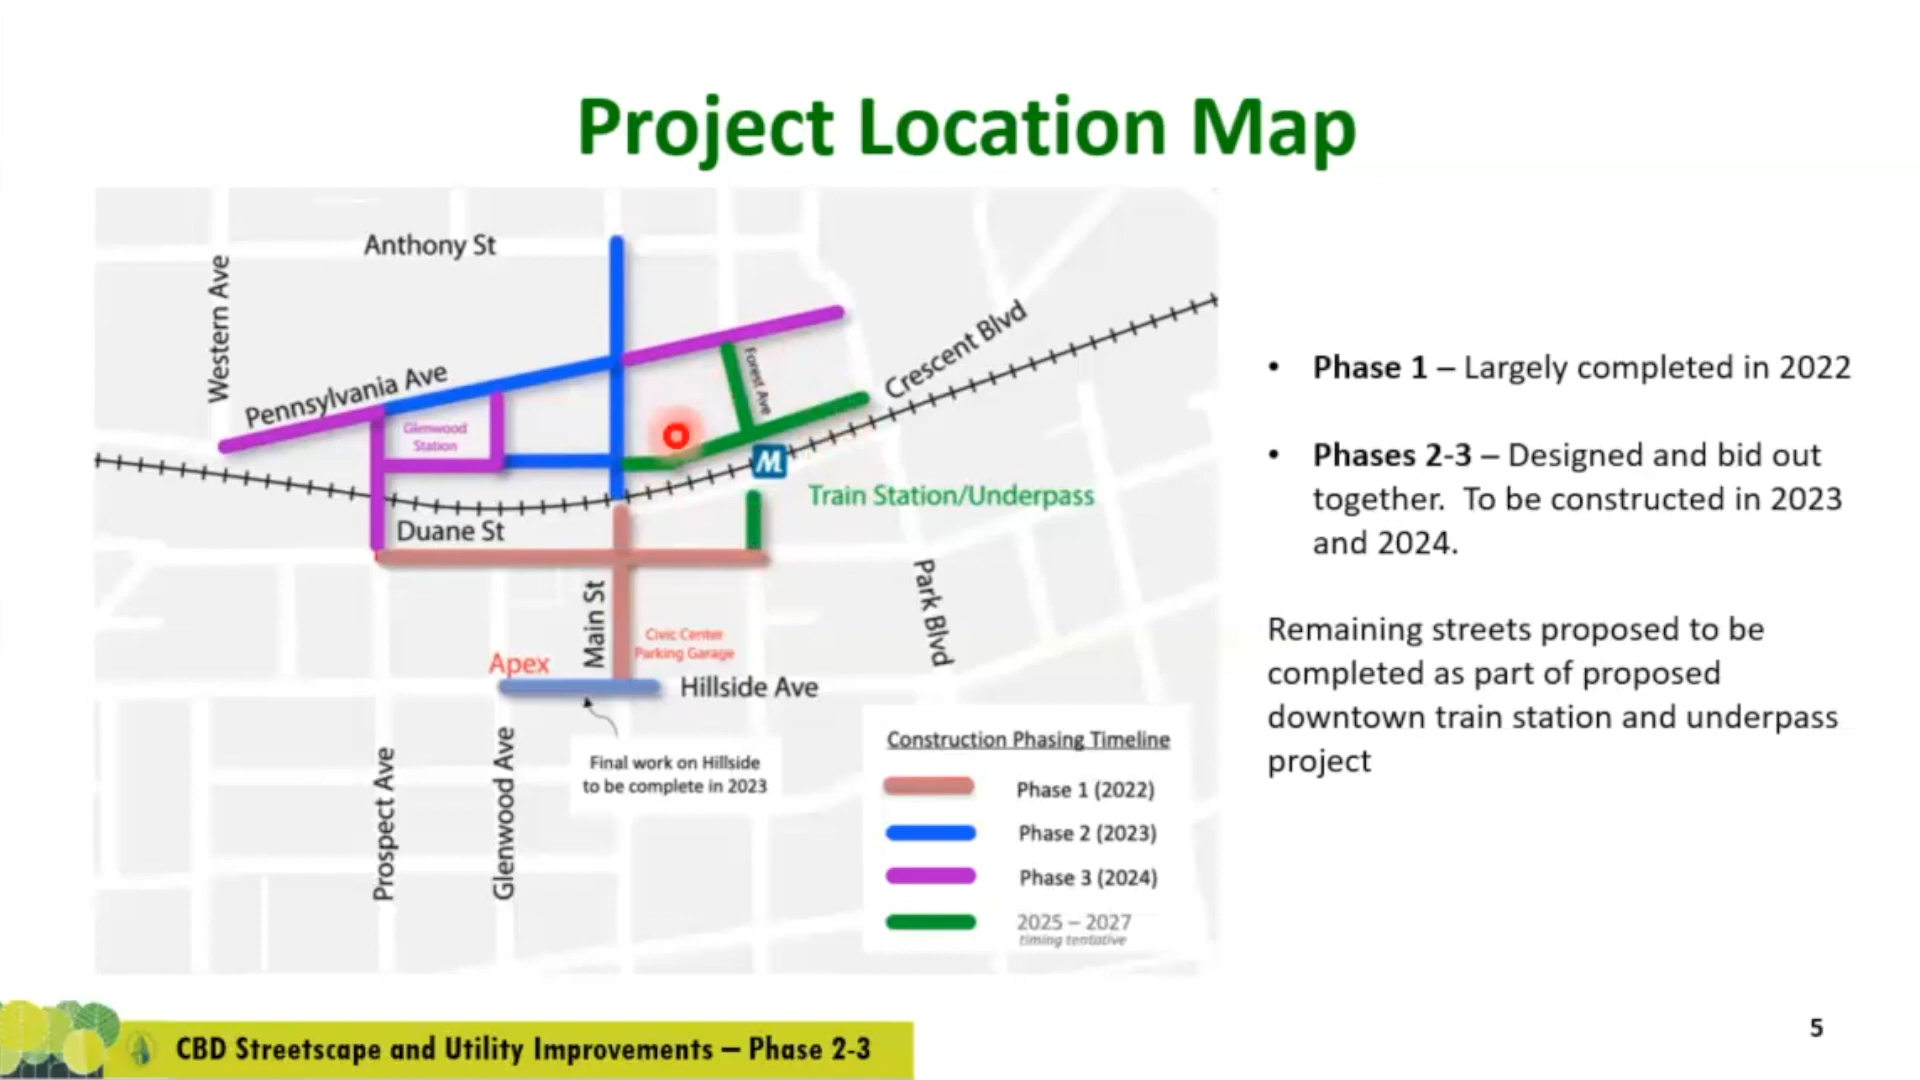 Project Location Map
Anthony St
Western Ave
Pennsylvania Ave
Glenwood
Station
Forest Ave
Crescent Blvd
M
Train Station/Underpass
Duane St
Main St
Civic Center
Parking Garage
Park Blvd
Apex
Hillside Ave
Final work on Hillside
to be complete in 2023
Prospect Ave
Glenwood Ave
Construction Phasing Timeline
Phase 1 (2022)
Phase 2 (2023)
Phase 3 (2024)
2025 – 2027
timing tentative
• Phase 1 – Largely completed in 2022
• Phases 2-3 – Designed and bid out
together. To be constructed in 2023
and 2024.
Remaining streets proposed to be
completed as part of proposed
downtown train station and underpass
project
CBD Streetscape and Utility Improvements – Phase 2-3
5